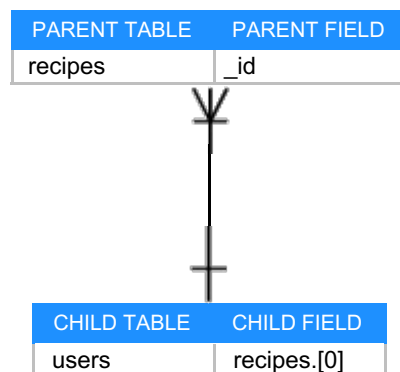 PARENT TABLE PARENT FIELD
recipes _id
CHILD TABLE CHILD FIELD
users recipes.[0]